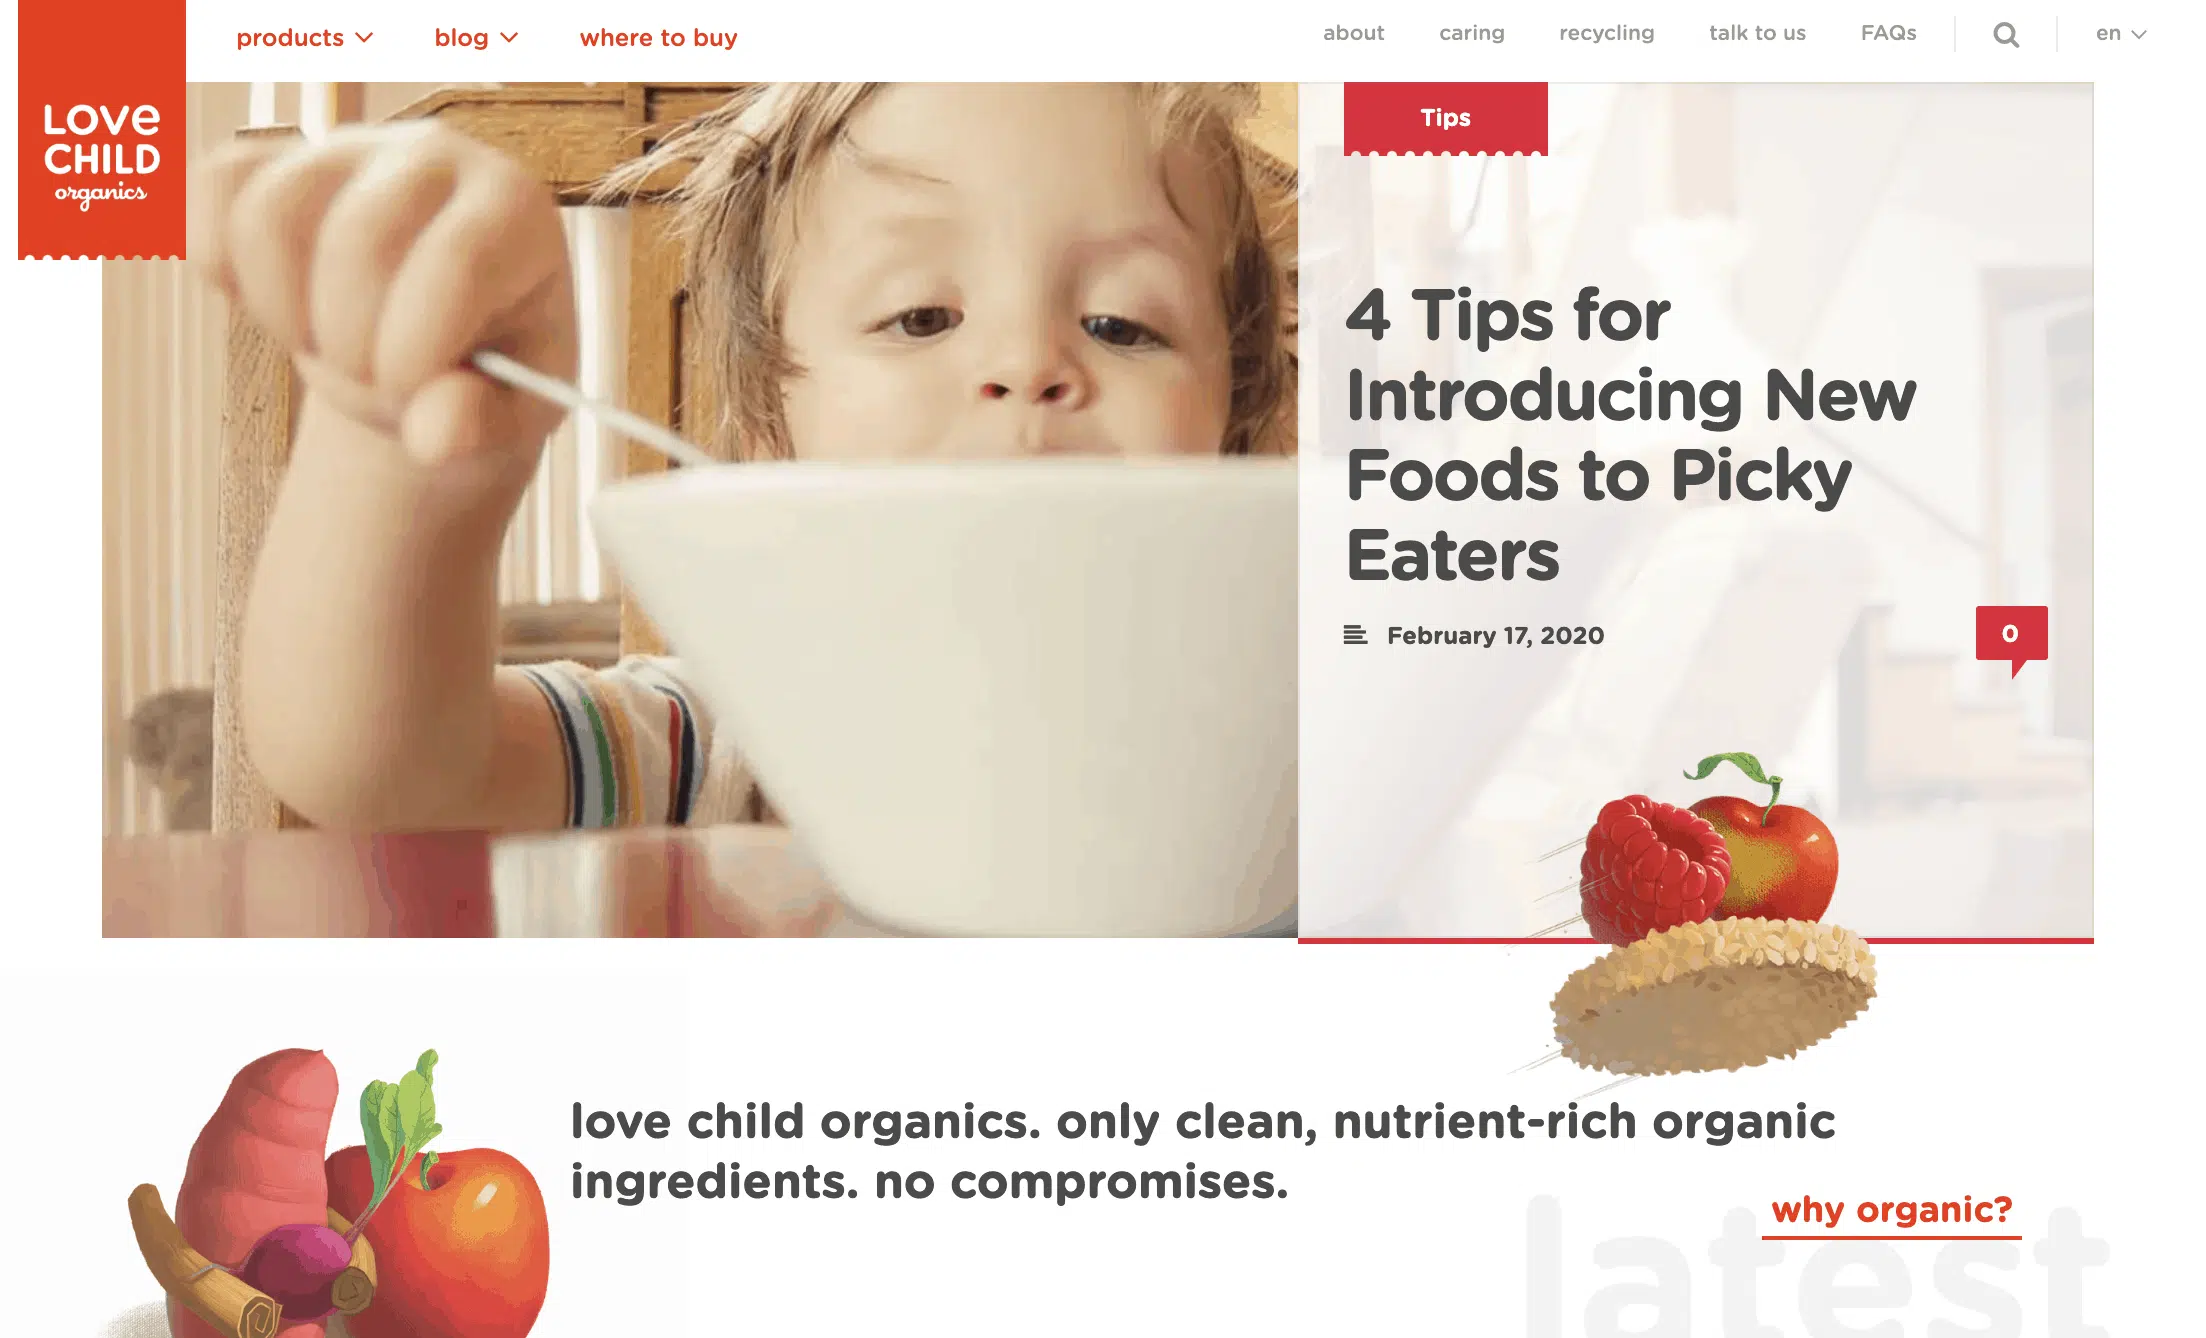 products
blog
where to buy
about
caring
recycling
talk to us
FAQs
en
LOVE
CHILD
organics
Tips
4 Tips for
Introducing New
Foods to Picky
Eaters
February 17, 2020
0
love child organics. only clean, nutrient-rich organic
ingredients. no compromises.
why organic?
latest